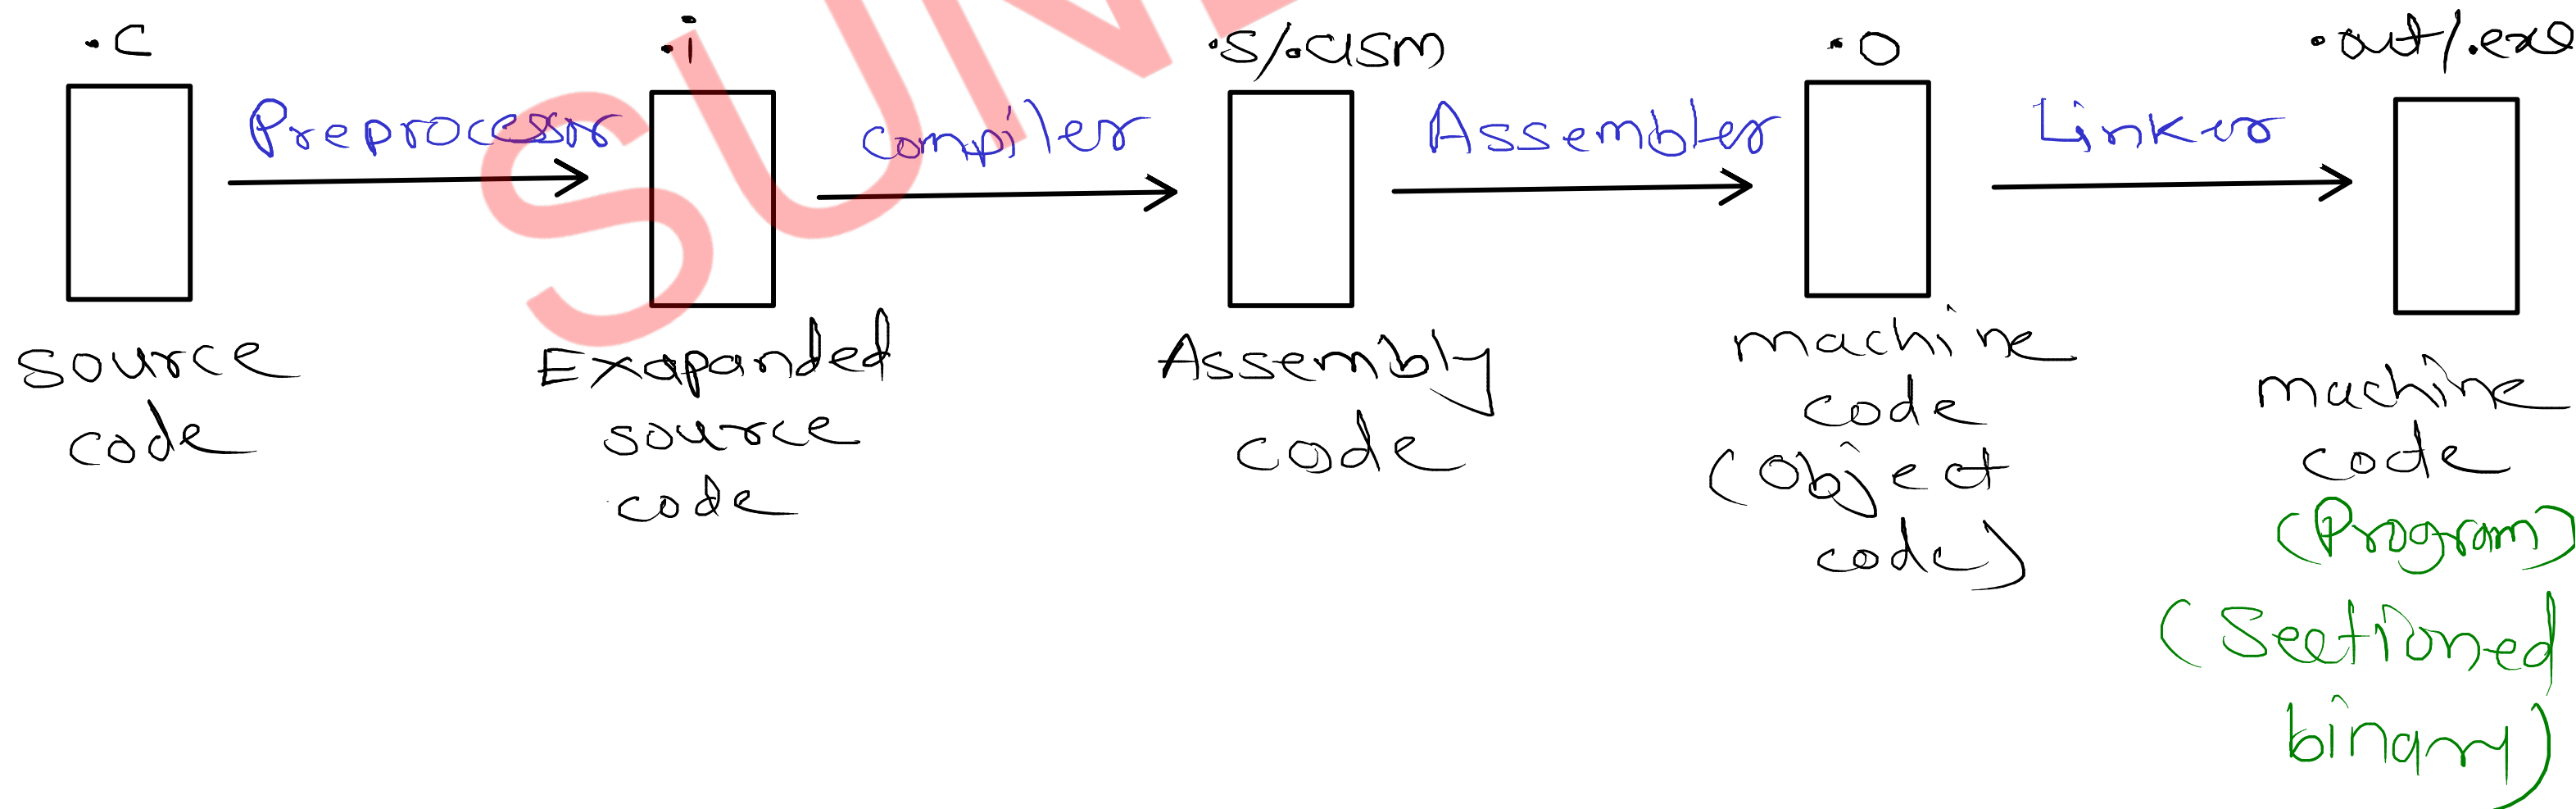 .c
.i
.s/.asm
.o
.out/.exe
Preprocessor
compiler
Assembler
Linker
source
code
Exapanded
source
code
Assembly
code
machine
code
(Object
code)
machine
code
(Program)
(Sectioned
binary)